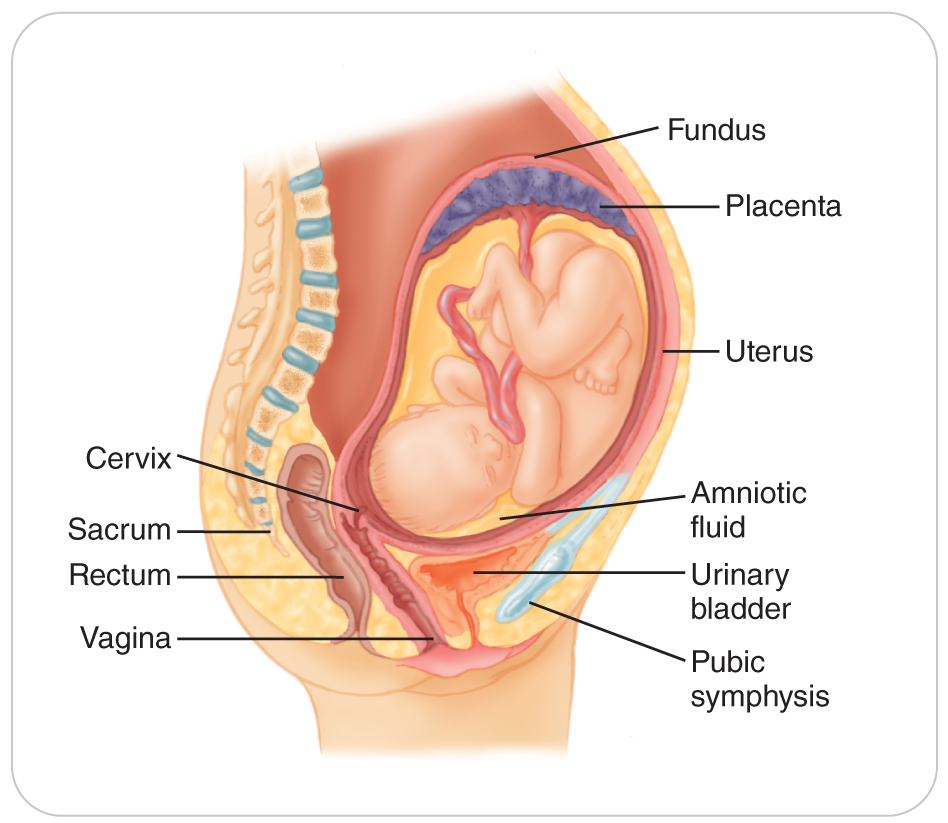 Fundus
Placenta
Uterus
Cervix
Amniotic
fluid
Sacrum
Rectum
Urinary
bladder
Vagina
Pubic
symphysis